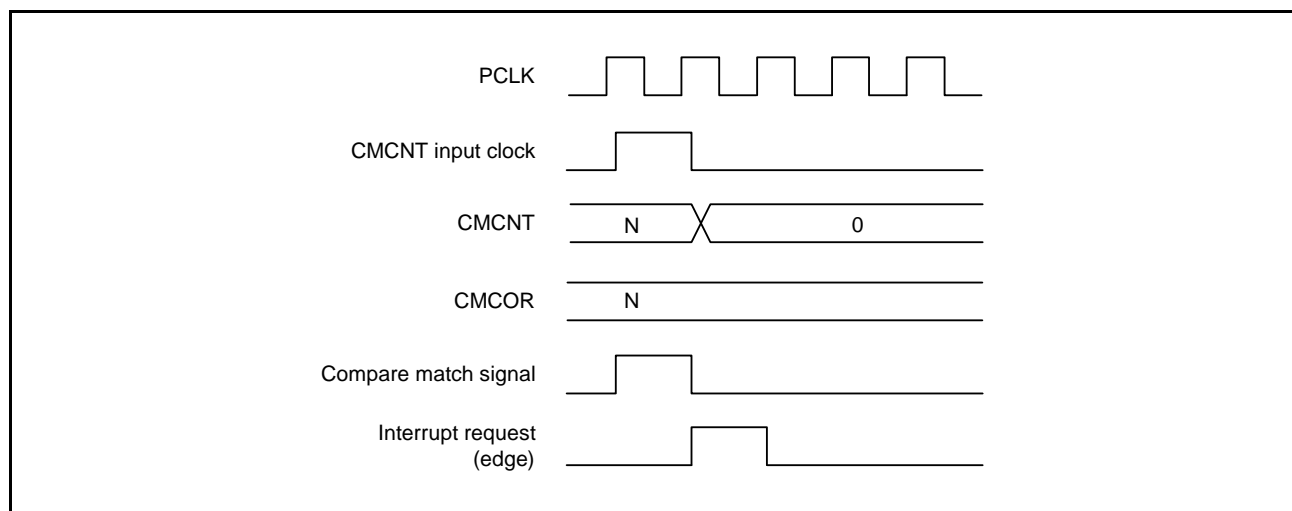 PCLK
CMCNT input clock
CMCNT N 0
CMCOR N
Compare match signal
Interrupt request
(edge)